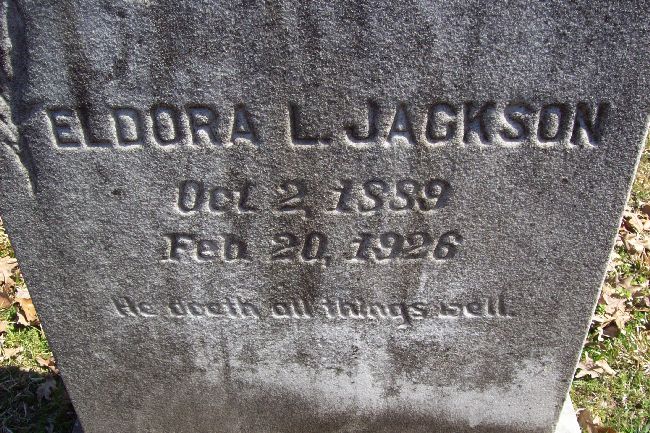 ELDORA L. JACKSON
Oct 2, 1889
Feb 20, 1926
He doeth all things well.